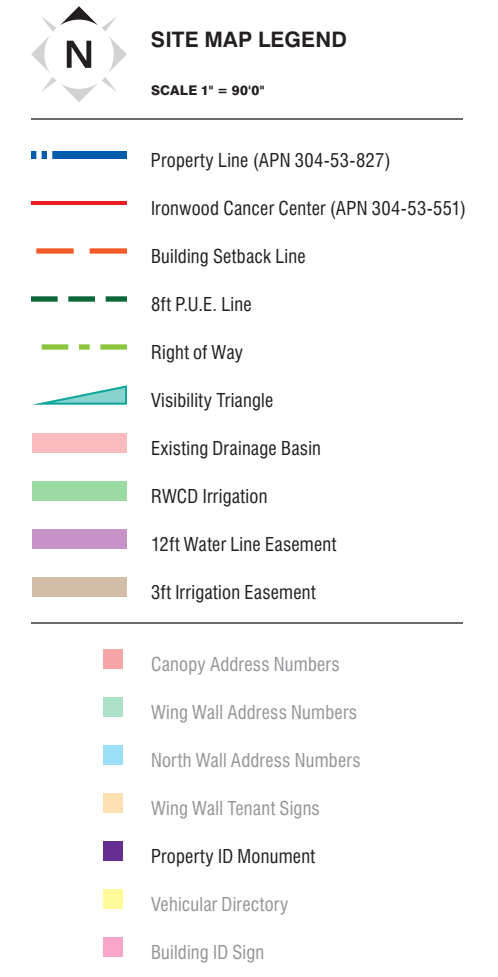 N
SITE MAP LEGEND
SCALE 1" = 90'0"
Property Line (APN 304-53-827)
Ironwood Cancer Center (APN 304-53-551)
Building Setback Line
8ft P.U.E. Line
Right of Way
Visibility Triangle
Existing Drainage Basin
RWCD Irrigation
12ft Water Line Easement
3ft Irrigation Easement
Canopy Address Numbers
Wing Wall Address Numbers
North Wall Address Numbers
Wing Wall Tenant Signs
Property ID Monument
Vehicular Directory
Building ID Sign